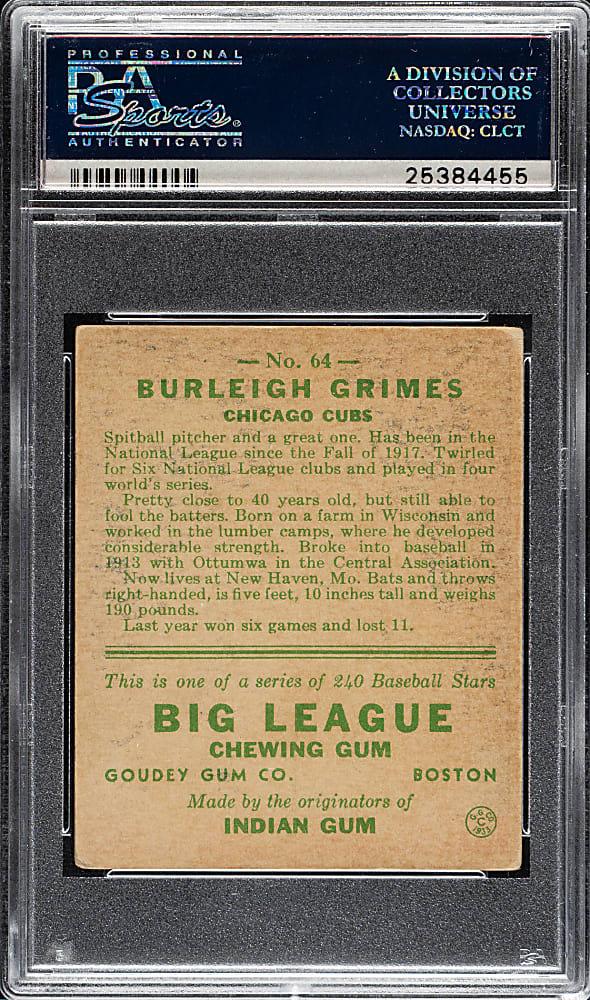 PROFESSIONAL
PSA
Sports®
AUTHENTICATOR
A DIVISION OF
COLLECTORS
UNIVERSE
NASDAQ: CLCT
25384455
— No. 64 —
BURLEIGH GRIMES
CHICAGO CUBS
Spitball pitcher and a great one. Has been in the
National League since the Fall of 1917. Twirled
for Six National League clubs and played in four
world's series.
Pretty close to 40 years old, but still able to
fool the batters. Born on a farm in Wisconsin and
worked in the lumber camps, where he developed
considerable strength. Broke into baseball in
1913 with Ottumwa in the Central Association.
Now lives at New Haven, Mo. Bats and throws
right-handed, is five feet, 10 inches tall and weighs
190 pounds.
Last year won six games and lost 11.
This is one of a series of 240 Baseball Stars
BIG LEAGUE
CHEWING GUM
GOUDEY GUM CO. BOSTON
Made by the originators of
INDIAN GUM
G. G. CO.
C
1933